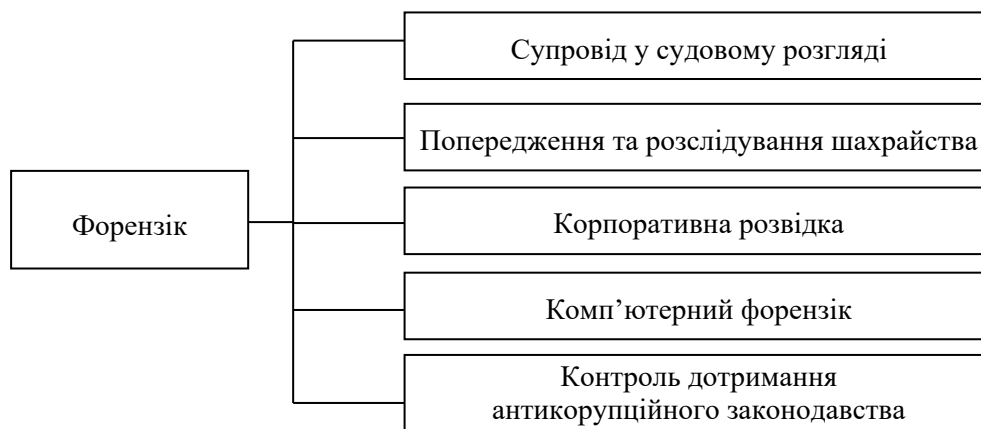 Супровід у судовому розгляді
Попередження та розслідування шахрайства
Форензік
Корпоративна розвідка
Комп’ютерний форензік
Контроль дотримання
антикорупційного законодавства